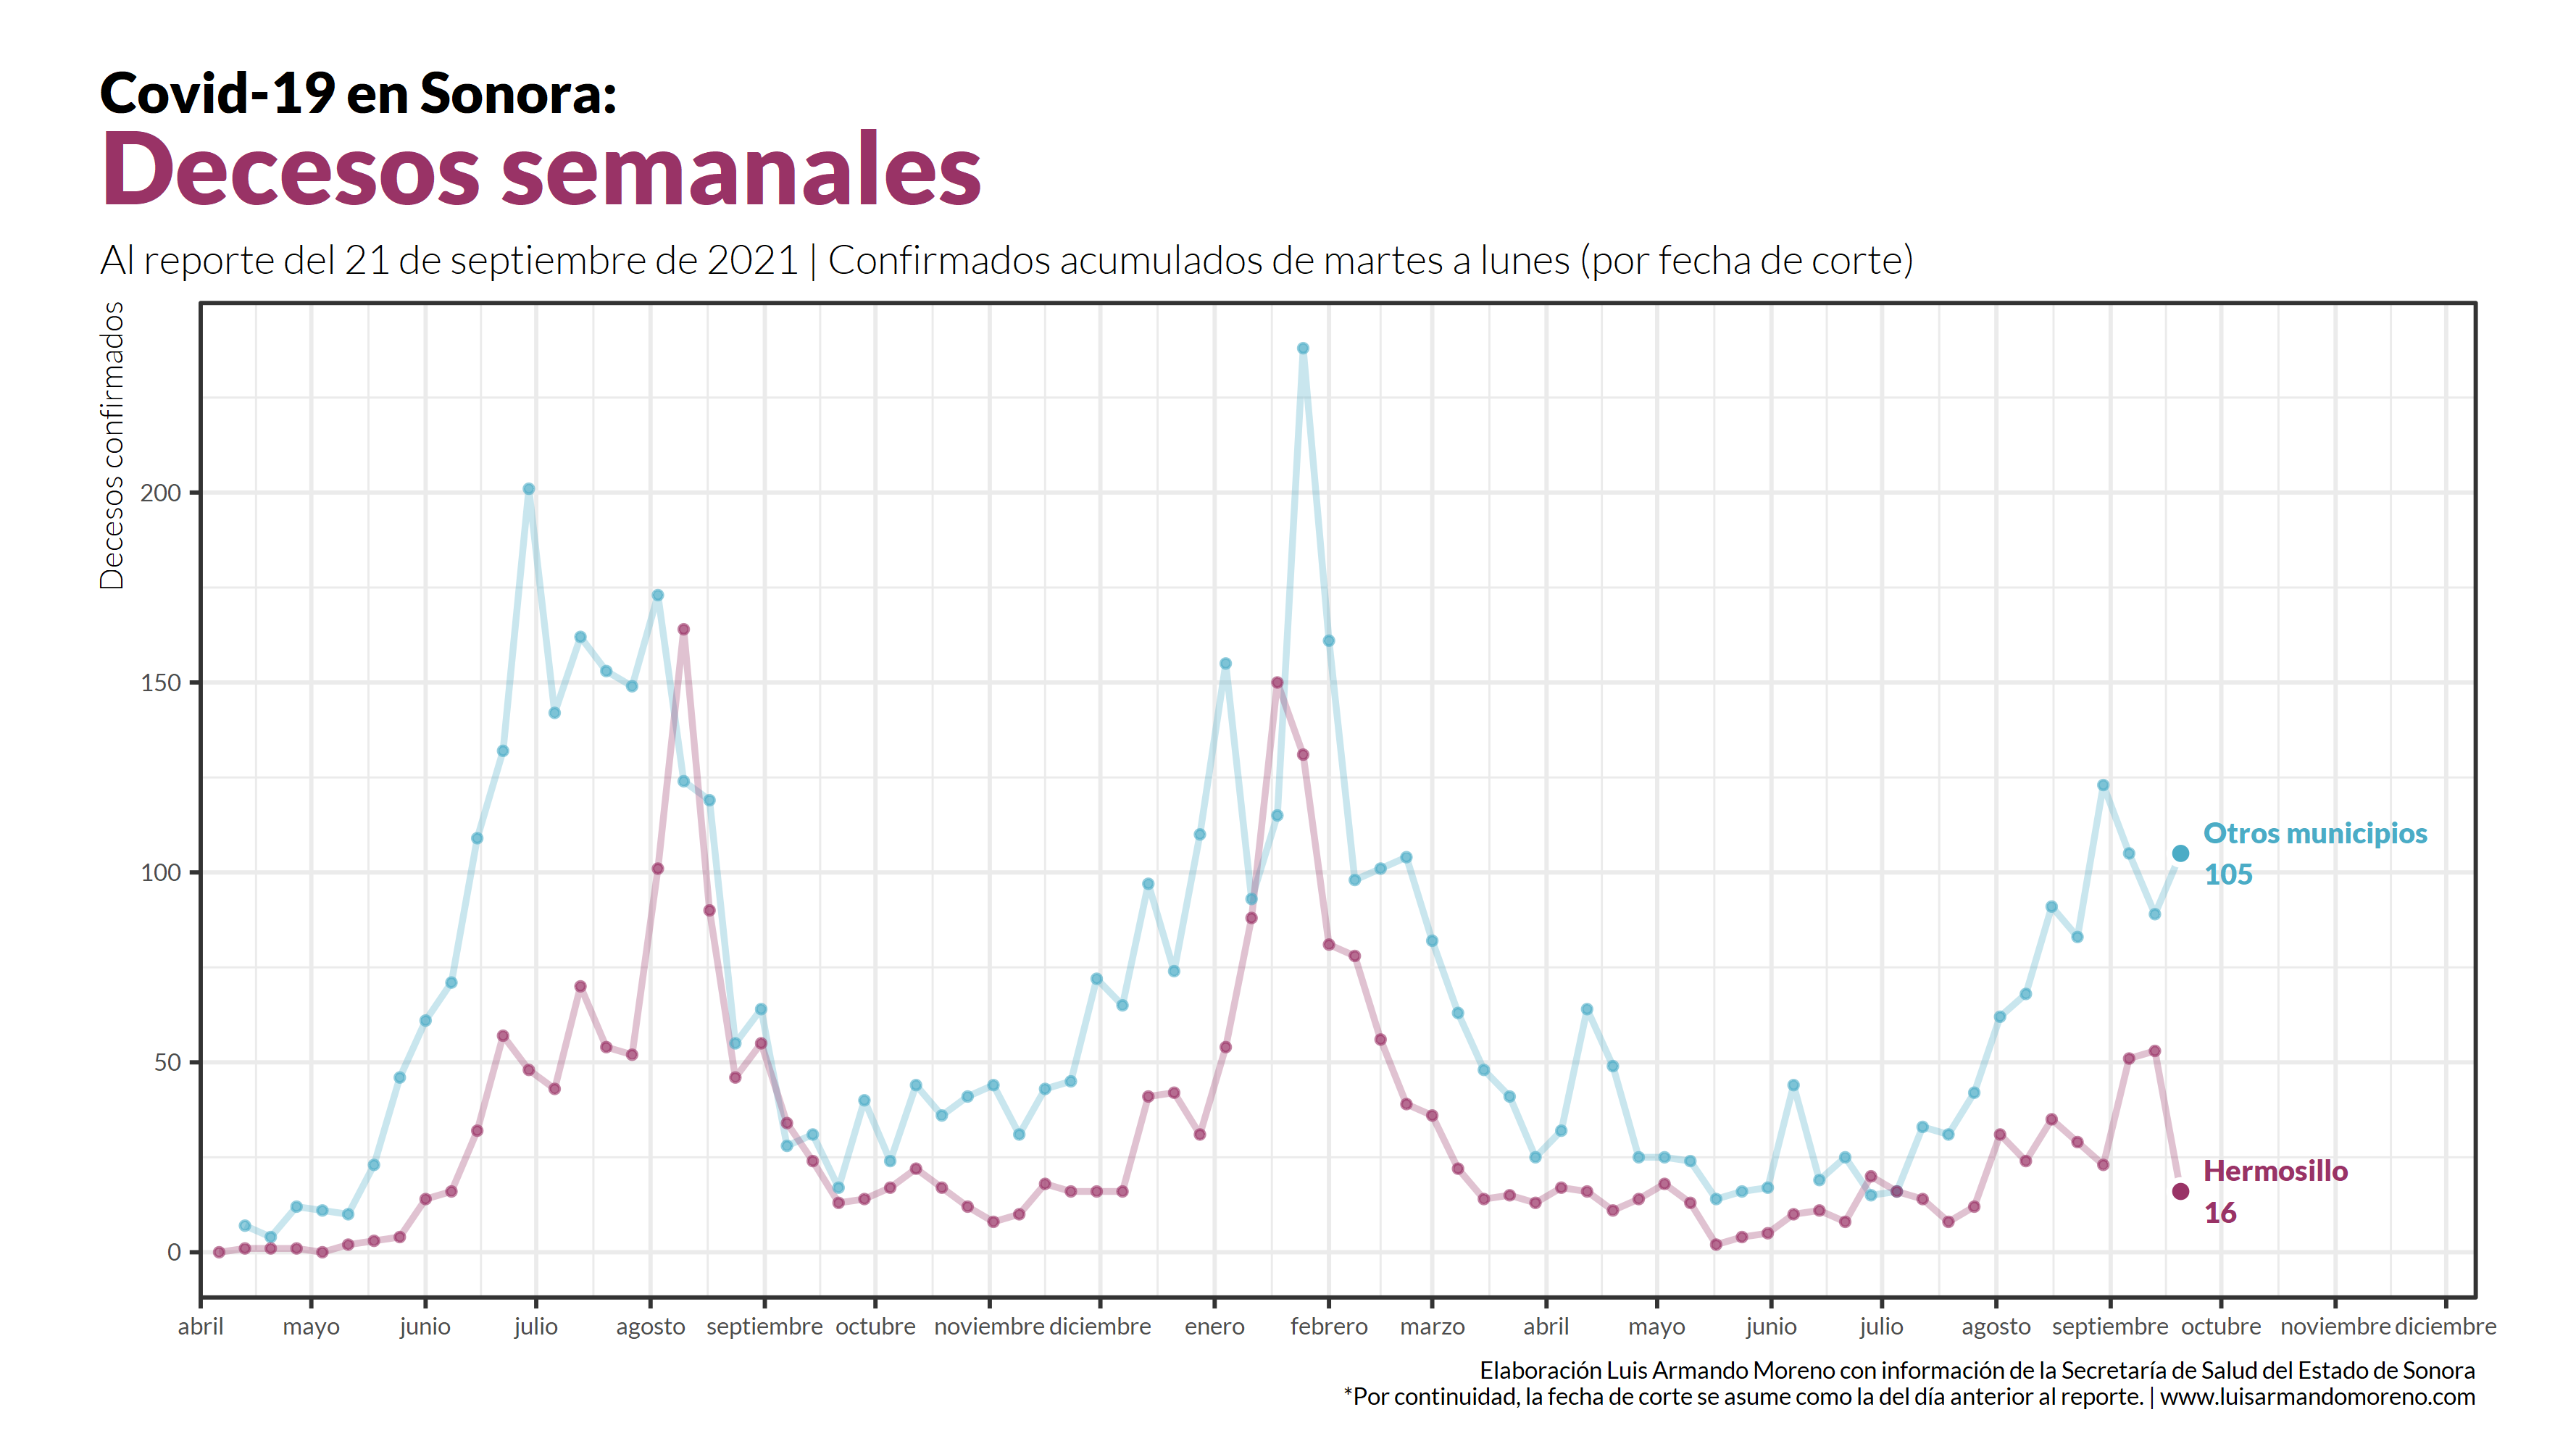 Covid-19 en Sonora:
Decesos semanales
Al reporte del 21 de septiembre de 2021 | Confirmados acumulados de martes a lunes (por fecha de corte)
Decesos confirmados
200
150
100
50
0
Otros municipios
105
Hermosillo
16
abril mayo junio julio agosto septiembre octubre noviembre diciembre enero febrero marzo abril mayo junio julio agosto septiembre octubre noviembre diciembre
Elaboración Luis Armando Moreno con información de la Secretaría de Salud del Estado de Sonora
*Por continuidad, la fecha de corte se asume como la del día anterior al reporte. | www.luisarmandomoreno.com